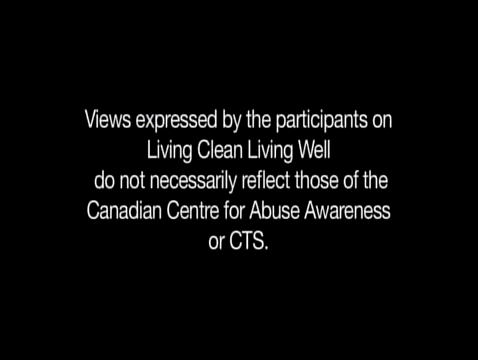 Views expressed by the participants on
Living Clean Living Well
do not necessarily reflect those of the
Canadian Centre for Abuse Awareness
or CTS.